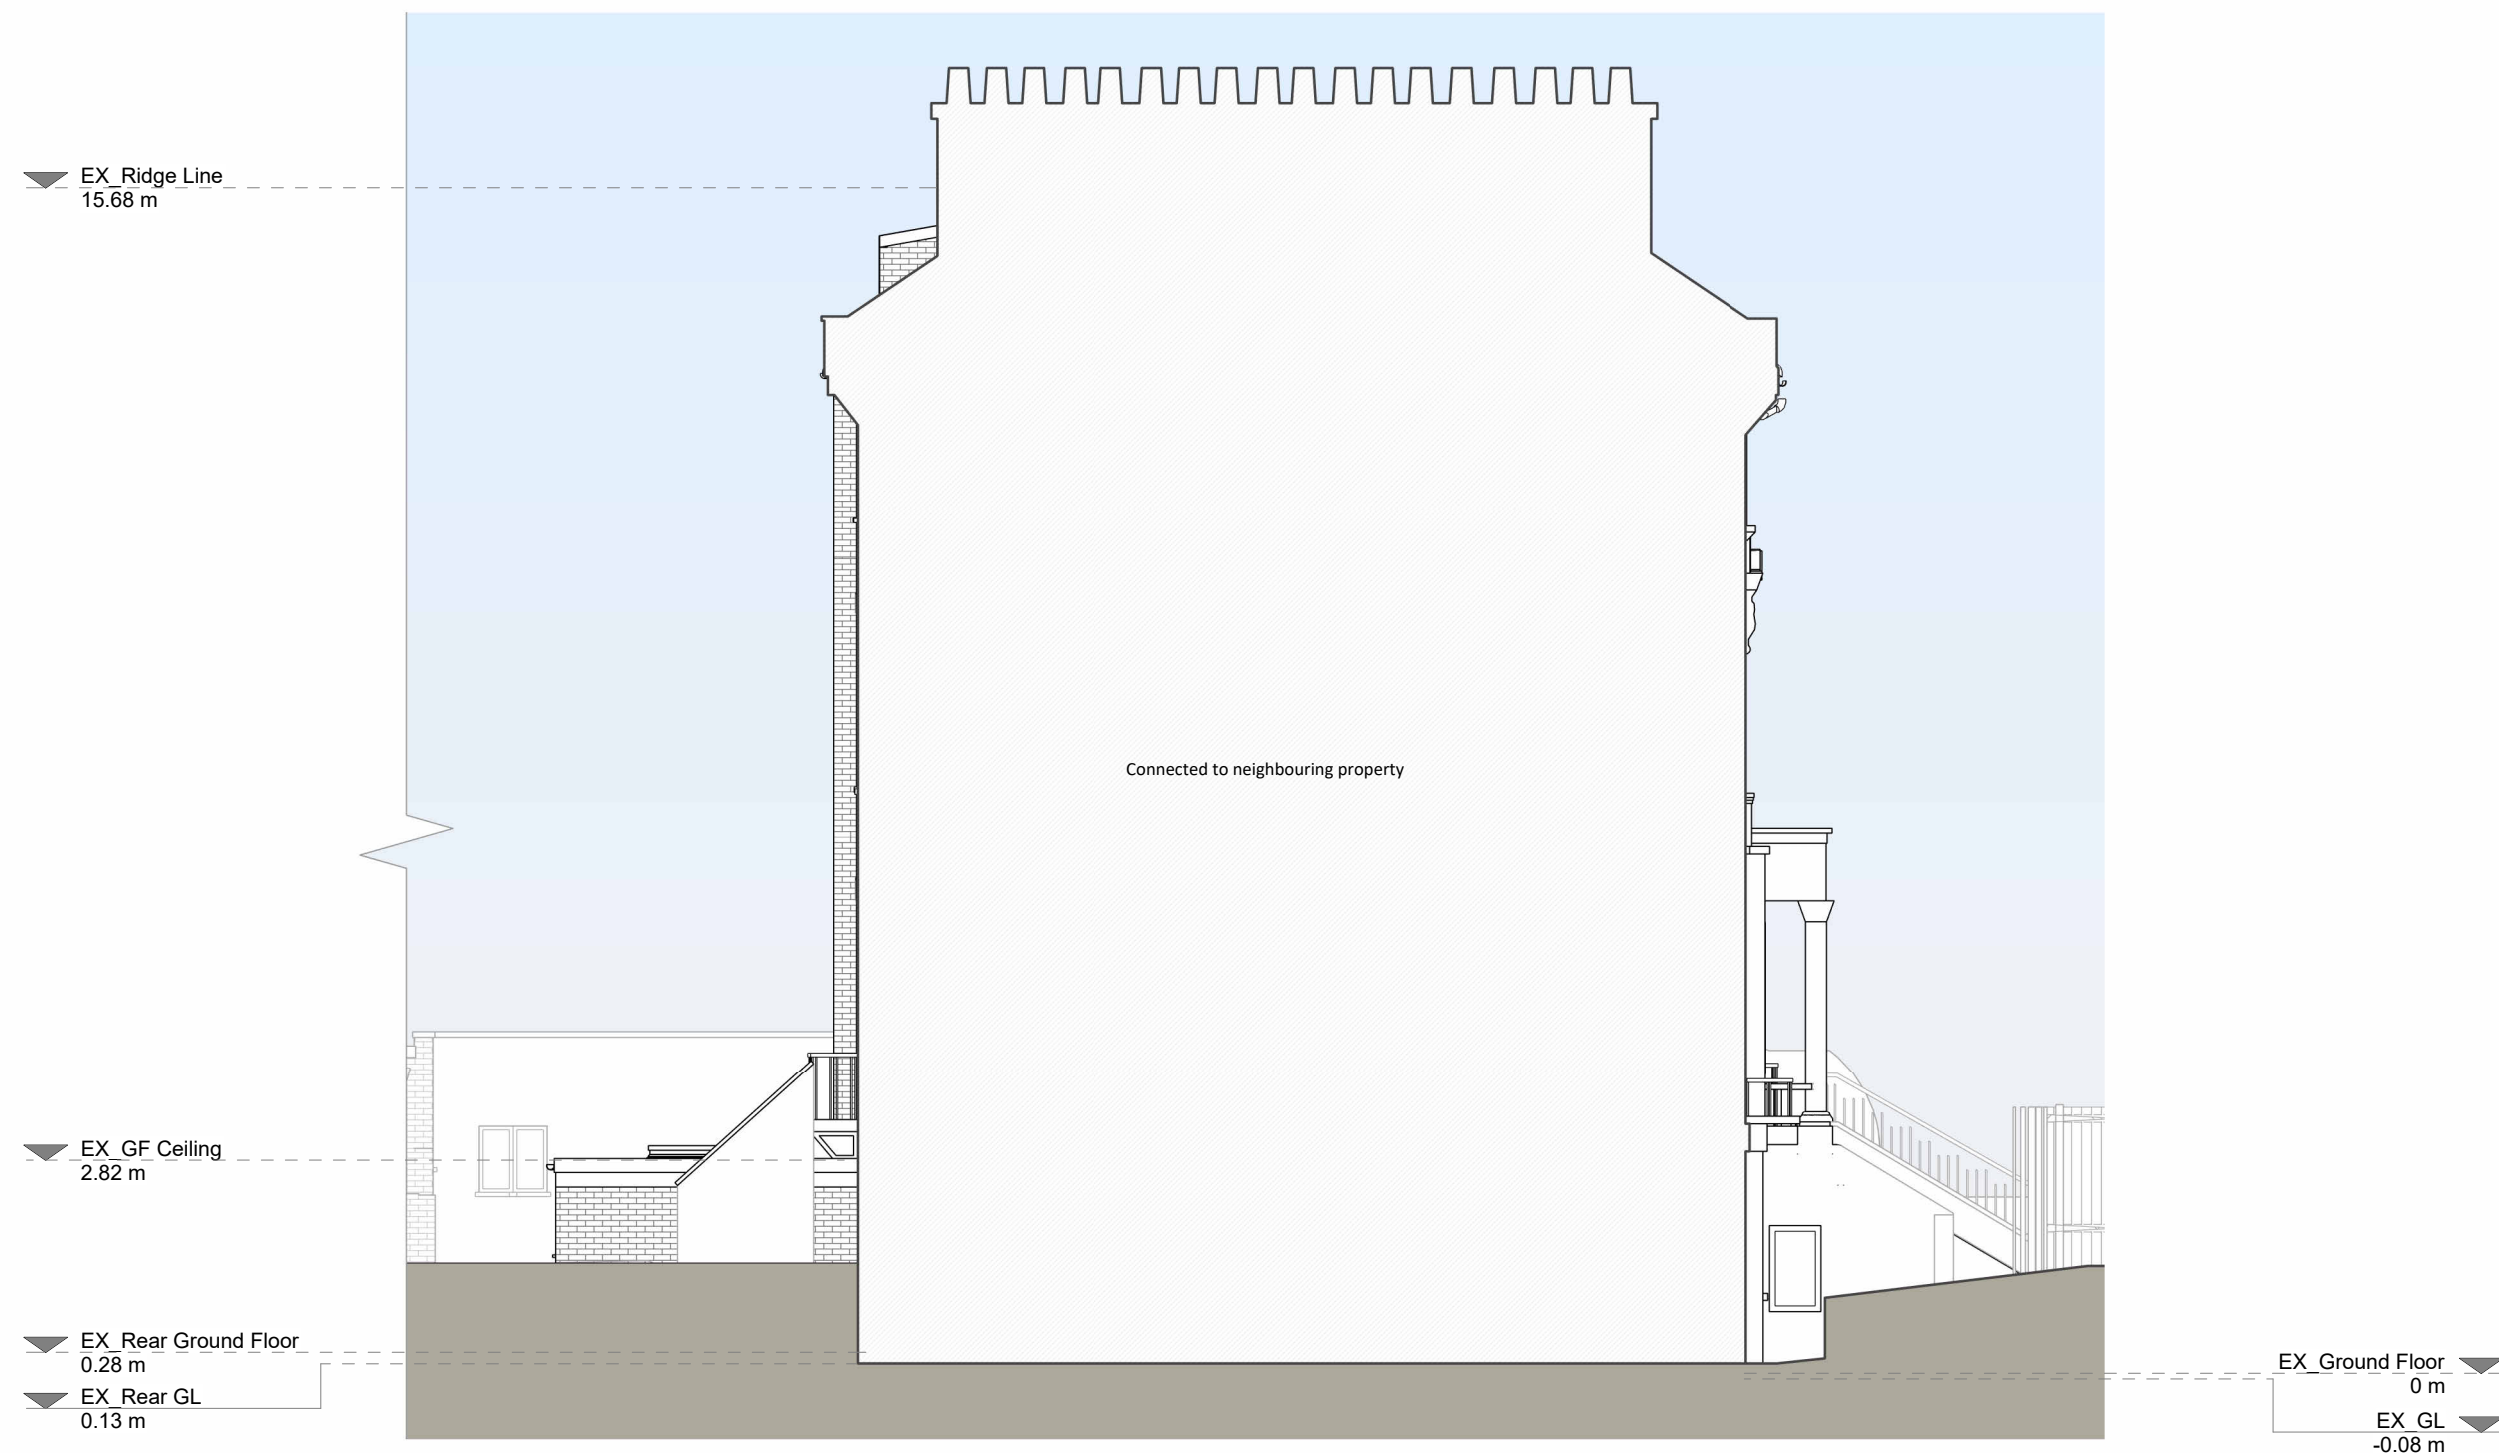 EX_Ridge Line
15.68 m
Connected to neighbouring property
EX_GF Ceiling
2.82 m
EX_Rear Ground Floor
0.28 m
EX_Rear GL
0.13 m
EX_Ground Floor
0 m
EX_GL
-0.08 m